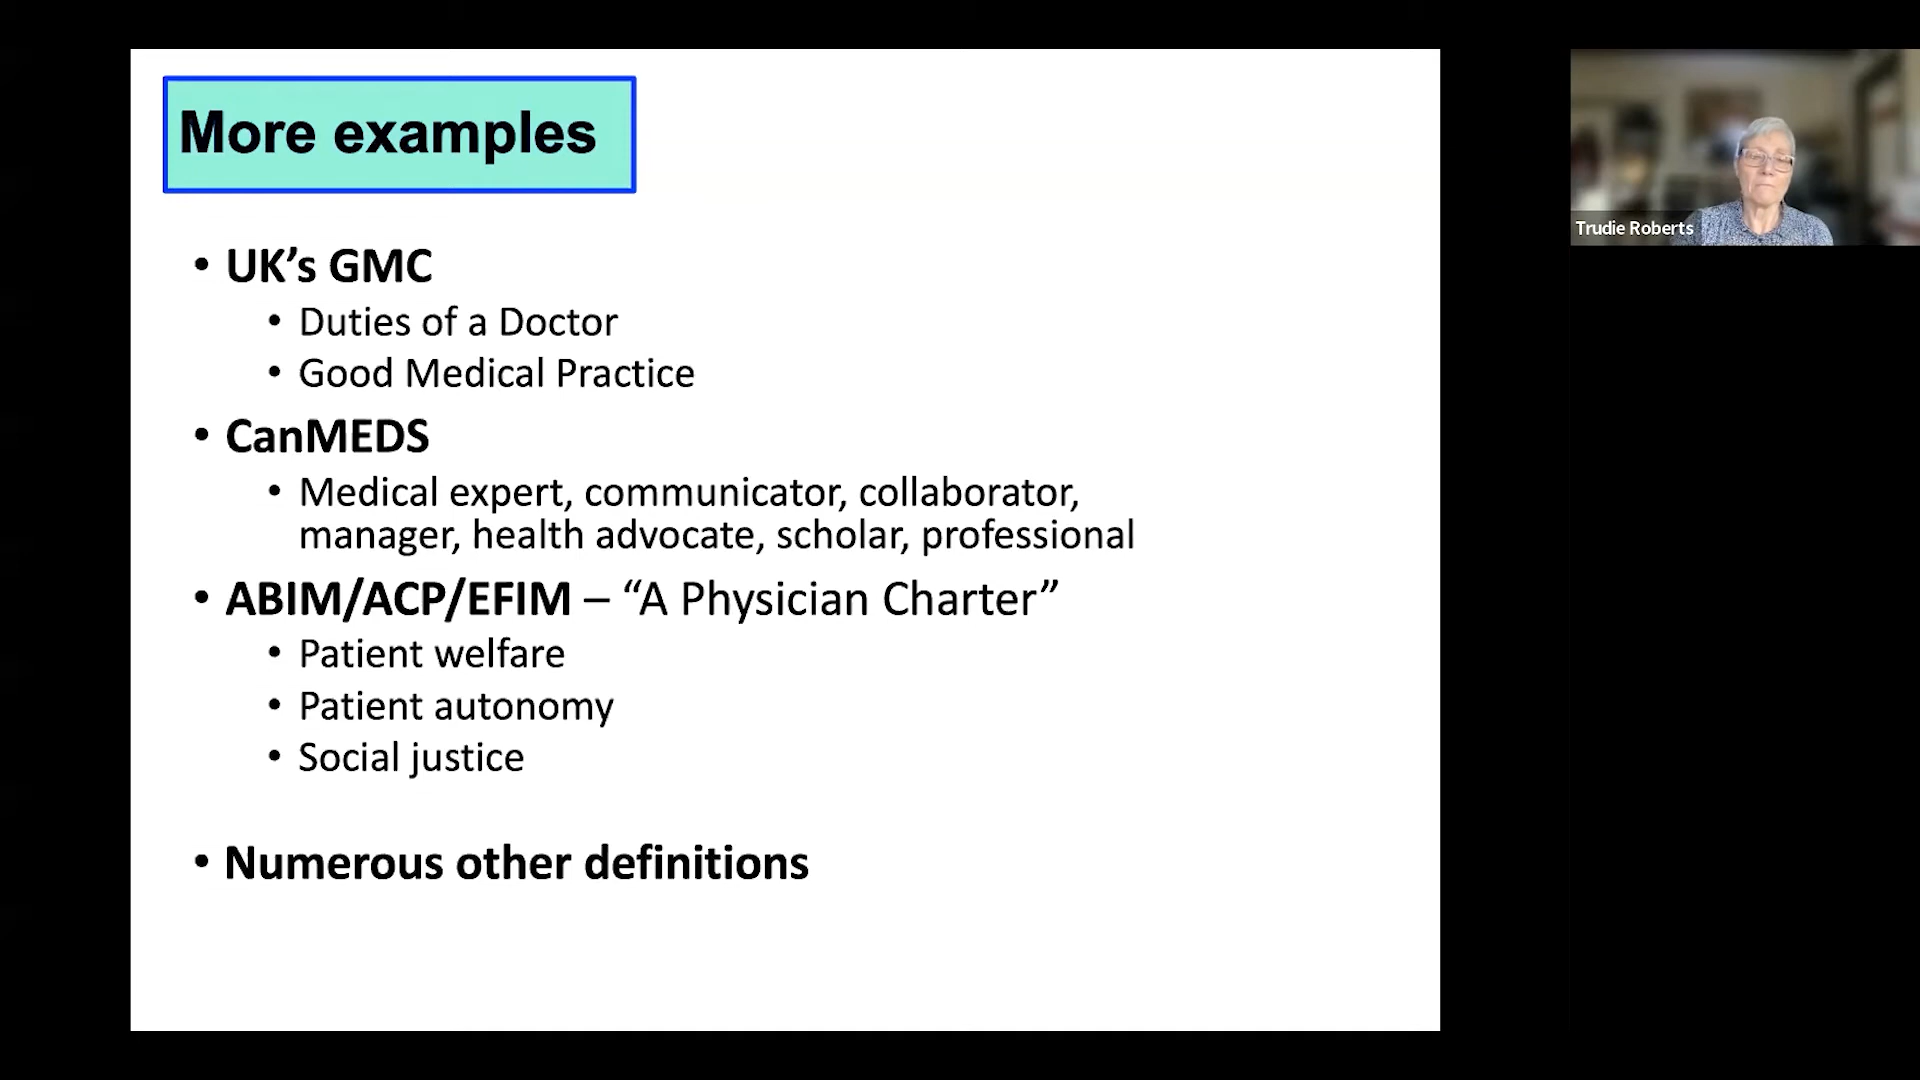 More examples
• UK’s GMC
• Duties of a Doctor
• Good Medical Practice
• CanMEDS
• Medical expert, communicator, collaborator,
manager, health advocate, scholar, professional
• ABIM/ACP/EFIM – “A Physician Charter”
• Patient welfare
• Patient autonomy
• Social justice
• Numerous other definitions
Trudie Roberts